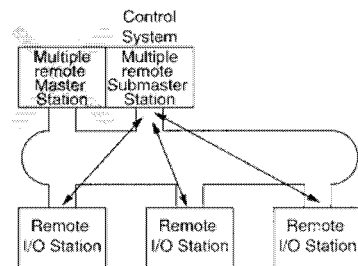 Control
System
Multiple
remote
Master
Station
Multiple
remote
Submaster
Station
Remote
I/O Station
Remote
I/O Station
Remote
I/O Station